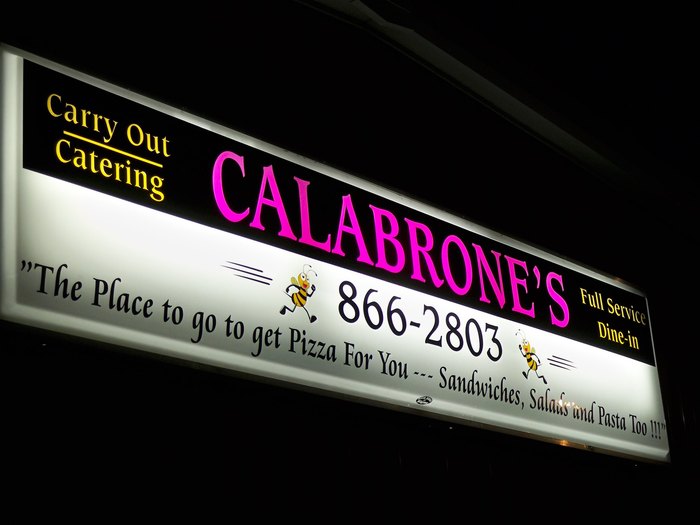 Carry Out
Catering
CALABRONE'S
Full Service
Dine-in
866-2803
"The Place to go to get Pizza For You --- Sandwiches, Salads and Pasta Too !!!"